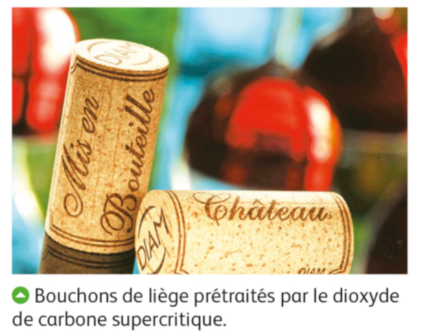 DIAM
Mis en
Bouteille
Château
DIAM
DIAM
Bouchons de liège prétraités par le dioxyde
de carbone supercritique.